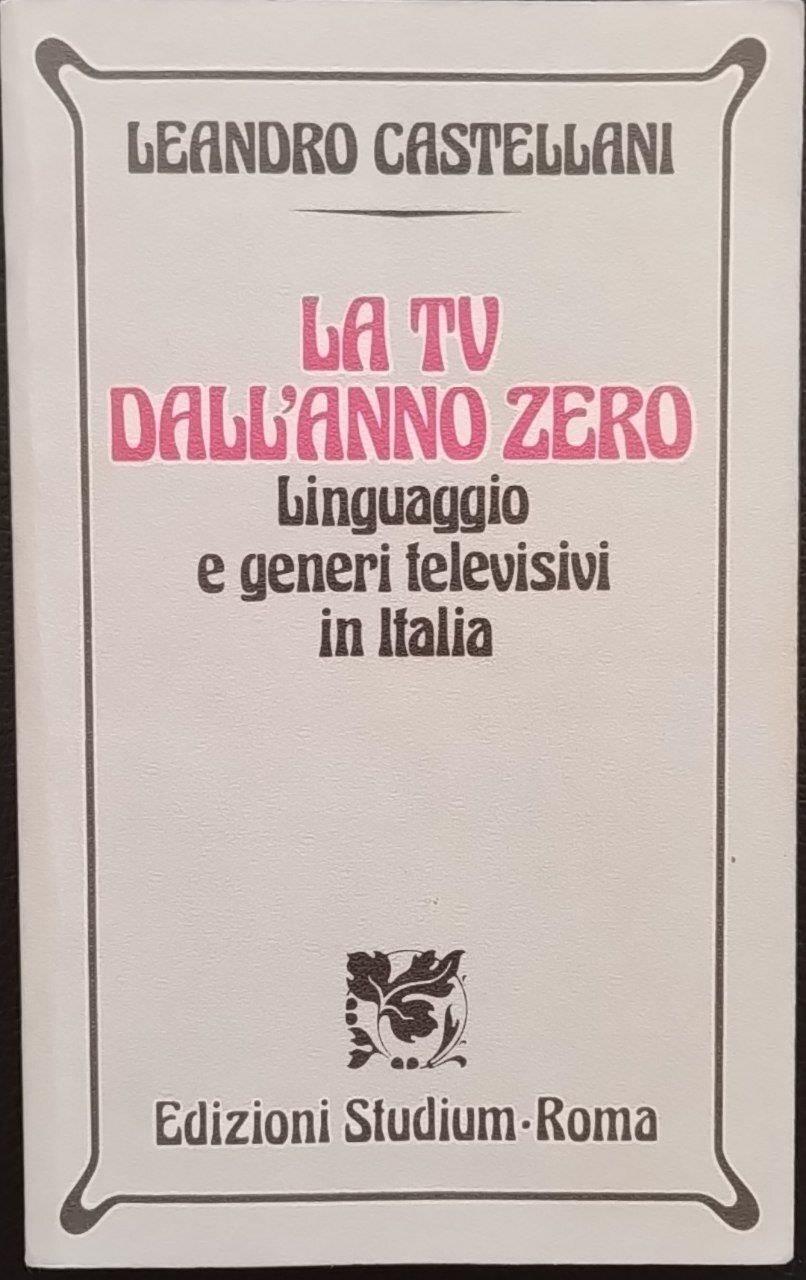 LEANDRO CASTELLANI
LA TV
DALL'ANNO ZERO
Linguaggio
e generi televisivi
in Italia
Edizioni Studium·Roma